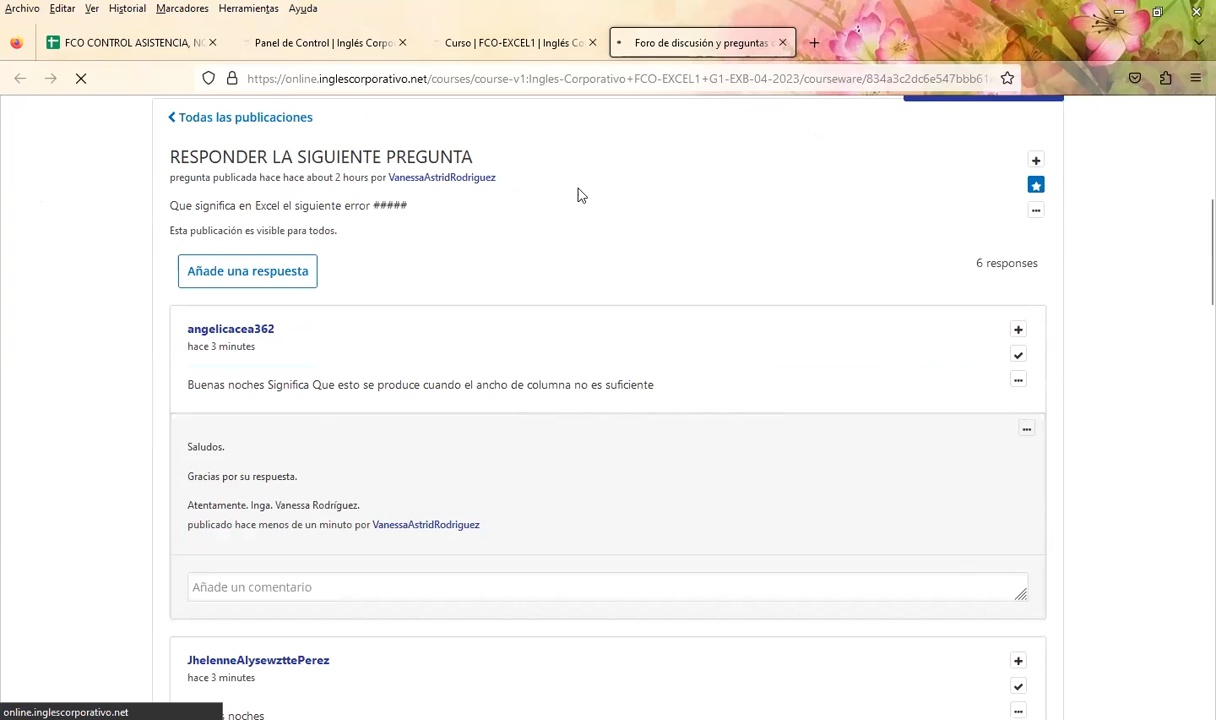 Archivo Editar Ver Historial Marcadores Herramientas Ayuda
FCO CONTROL ASISTENCIA, NO
Panel de Control | Inglés Corpo
Curso | FCO-EXCEL1 | Inglés Co
Foro de discusión y preguntas
https://online.inglescorporativo.net/courses/course-v1:Ingles-Corporativo+FCO-EXCEL1+G1-EXB-04-2023/courseware/834a3c2dc6e547bbb61
Todas las publicaciones
RESPONDER LA SIGUIENTE PREGUNTA
pregunta publicada hace hace about 2 hours por VanessaAstridRodriguez
Que significa en Excel el siguiente error #####
Esta publicación es visible para todos.
Añade una respuesta
6 responses
angelicacea362
hace 3 minutes
Buenas noches Significa Que esto se produce cuando el ancho de columna no es suficiente
Saludos.
Gracias por su respuesta.
Atentamente. Inga. Vanessa Rodríguez.
publicado hace menos de un minuto por VanessaAstridRodriguez
Añade un comentario
JhelenneAlysewzttePerez
hace 3 minutes
noches
online.inglescorporativo.net